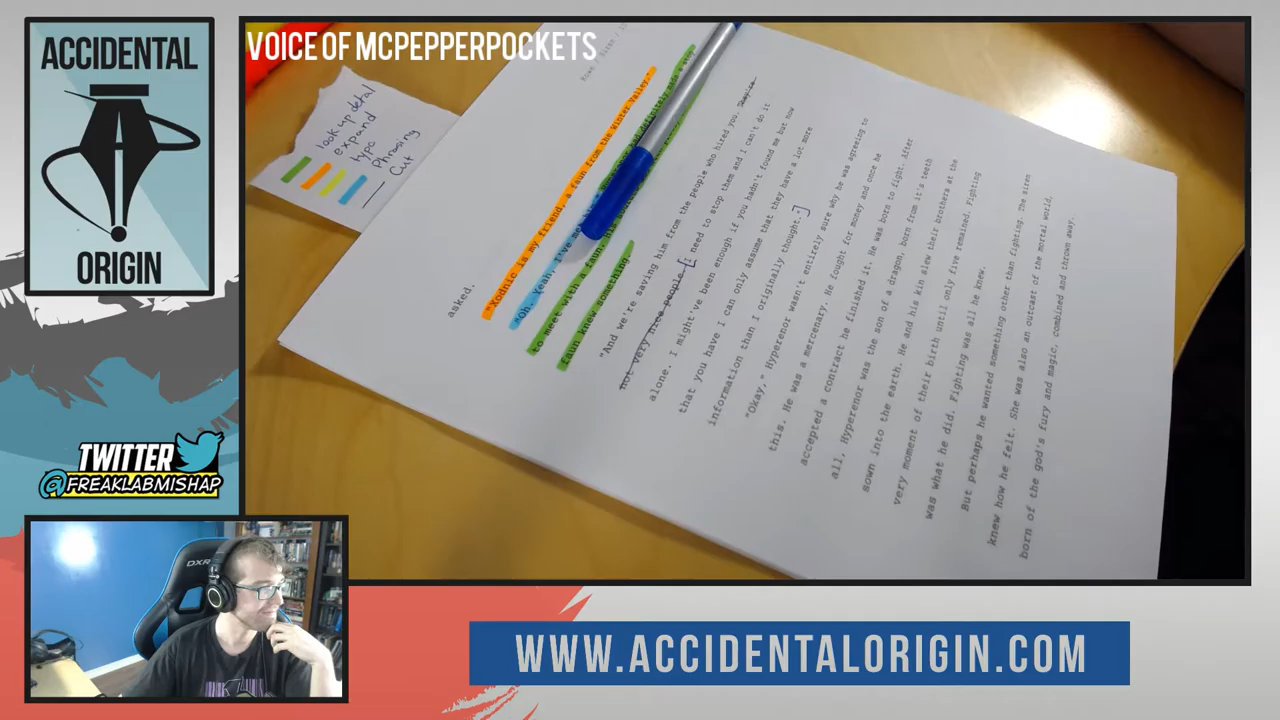 ACCIDENTAL
ORIGIN
VOICE OF MCPEPPERPOCKETS
look up detail
expand
typo
Phrasing
Cut
asked.
"Yodnic is my friend, a faun from the winter valley."
"Oh. Yeah, I've
to meet with a faun.
faun knew something.
"And we're saving him from the people who hired you.
not very nice people. [I need to stop them and I can't do it
alone. I might've been enough if you hadn't found me but now
that you have I can only assume that they have a lot more
information than I originally thought.]
"Okay," Hyperenor wasn't entirely sure why he was agreeing to
this. He was a mercenary. He fought for money and once he
accepted a contract he finished it. He was born to fight. After
all, Hyperenor was the son of a dragon, born from it's teeth
sown into the earth. He and his kin slew their brothers at the
very moment of their birth until only five remained. Fighting
was what he did. Fighting was all he knew.
But perhaps he wanted something other than fighting. The siren
knew how he felt. She was also an outcast of the mortal world,
born of the god's fury and magic, combined and thrown away.
TWITTER
@FREAKLABMISHAP
DXR
WWW.ACCIDENTALORIGIN.COM